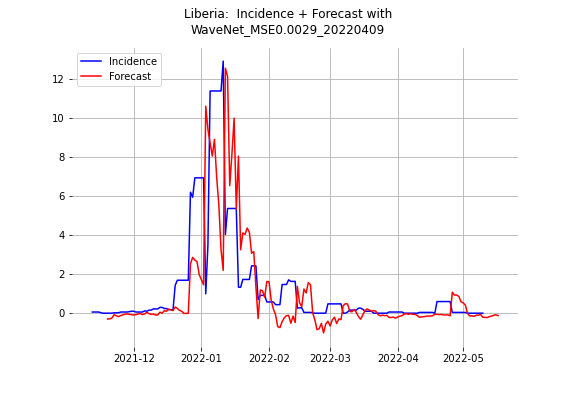 Liberia:  Incidence + Forecast with
WaveNet_MSE0.0029_20220409
Incidence
Forecast
12
10
8
6
4
2
0
2021-12 2022-01 2022-02 2022-03 2022-04 2022-05